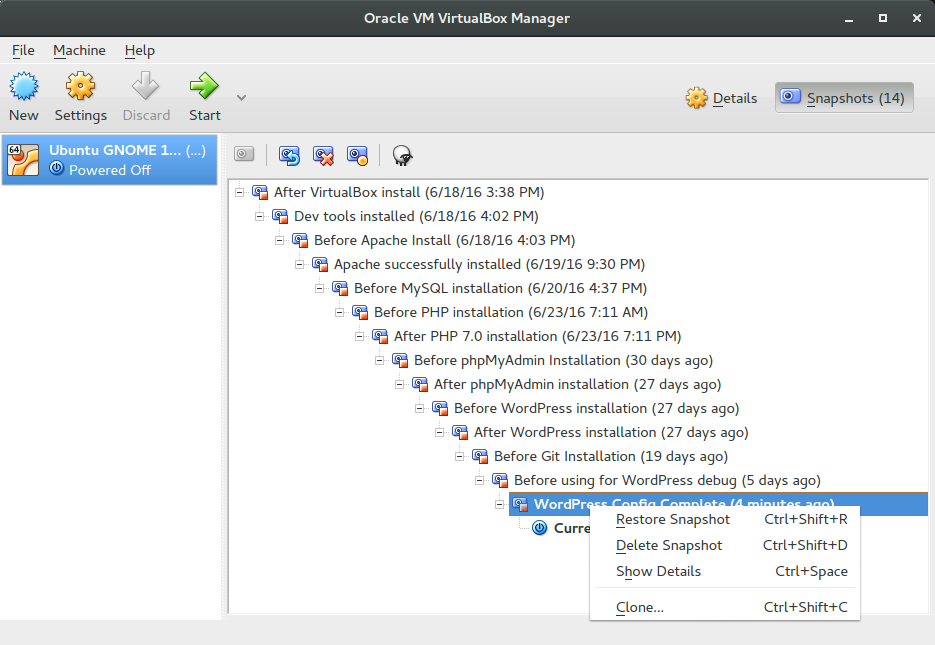 Oracle VM VirtualBox Manager
File Machine Help
New Settings Discard Start Details Snapshots (14)
64 Ubuntu GNOME 1... (...)
Powered Off
After VirtualBox install (6/18/16 3:38 PM)
Dev tools installed (6/18/16 4:02 PM)
Before Apache Install (6/18/16 4:03 PM)
Apache successfully installed (6/19/16 9:30 PM)
Before MySQL installation (6/20/16 4:37 PM)
Before PHP installation (6/23/16 7:11 AM)
After PHP 7.0 installation (6/23/16 7:11 PM)
Before phpMyAdmin Installation (30 days ago)
After phpMyAdmin installation (27 days ago)
Before WordPress installation (27 days ago)
After WordPress installation (27 days ago)
Before Git Installation (19 days ago)
Before using for WordPress debug (5 days ago)
WordPress Config Complete (4 minutes ago)
Curre
Restore Snapshot Ctrl+Shift+R
Delete Snapshot Ctrl+Shift+D
Show Details Ctrl+Space
Clone... Ctrl+Shift+C